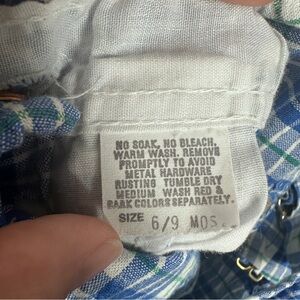 NO SOAK, NO BLEACH,
WARM WASH. REMOVE
PROMPTLY TO AVOID
METAL HARDWARE
RUSTING TUMBLE DRY
MEDIUM WASH RED &
DARK COLORS SEPARATELY.
SIZE 6/9 MOS.